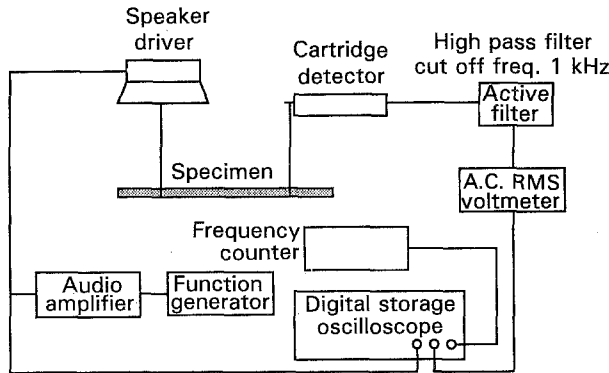 Speaker
driver
Cartridge
detector
High pass filter
cut off freq. 1 kHz
Active
filter
Specimen
A.C. RMS
voltmeter
Frequency
counter
Audio
amplifier
Function
generator
Digital storage
oscilloscope